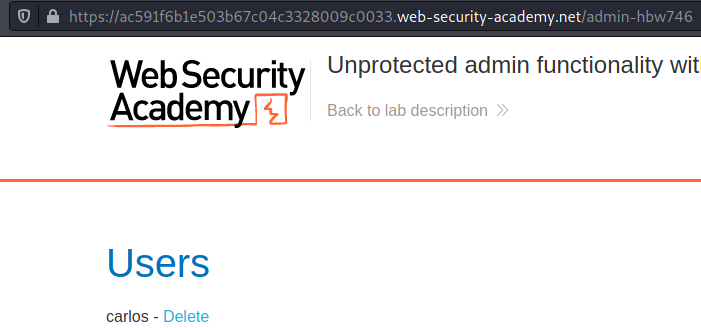 https://ac591f6b1e503b67c04c3328009c0033.web-security-academy.net/admin-hbw746
Web Security
Academy
Unprotected admin functionality wit
Back to lab description
Users
carlos - Delete